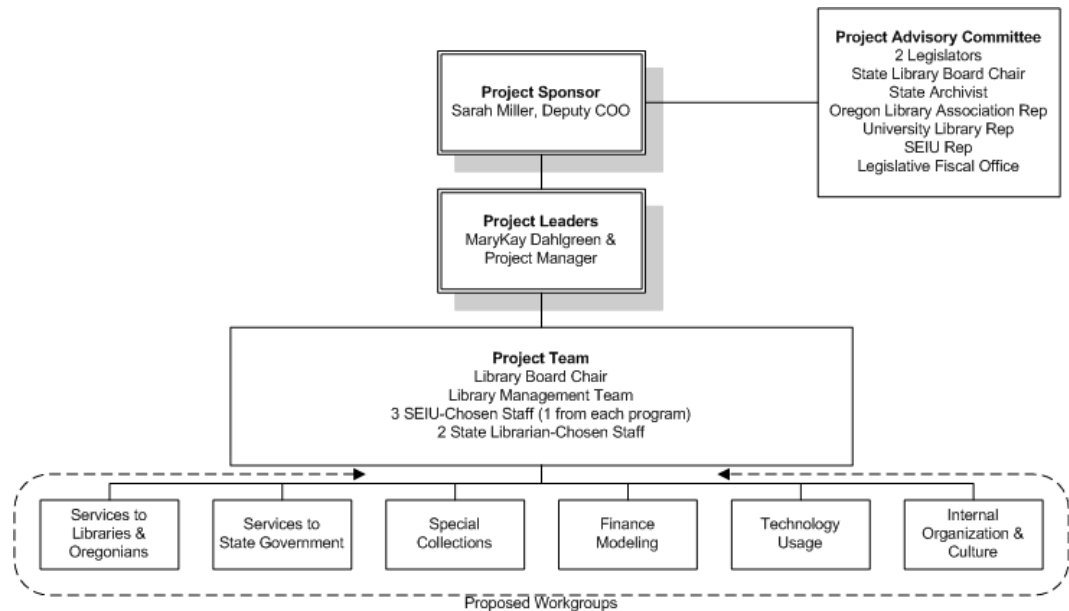 Project Advisory Committee
2 Legislators
State Library Board Chair
State Archivist
Oregon Library Association Rep
University Library Rep
SEIU Rep
Legislative Fiscal Office
Project Sponsor
Sarah Miller, Deputy COO
Project Leaders
MaryKay Dahlgreen &
Project Manager
Project Team
Library Board Chair
Library Management Team
3 SEIU-Chosen Staff (1 from each program)
2 State Librarian-Chosen Staff
Services to
Libraries &
Oregonians
Services to
State Government
Special
Collections
Finance
Modeling
Technology
Usage
Internal
Organization &
Culture
Proposed Workgroups